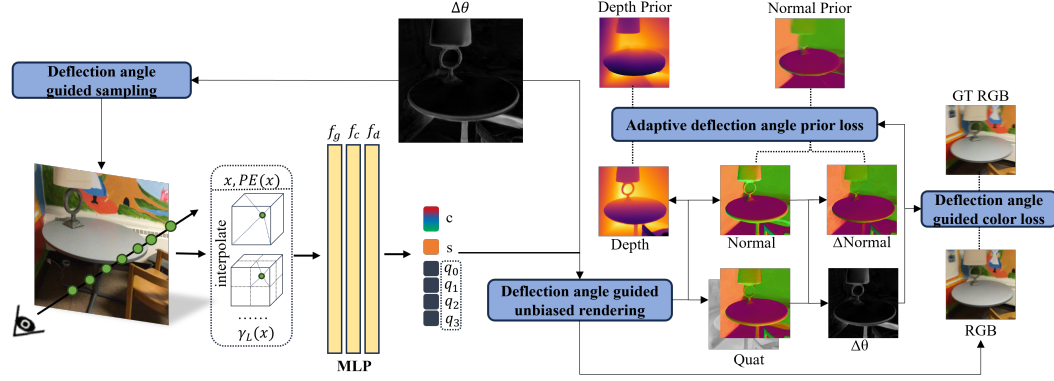 Δθ
Depth Prior
Normal Prior
Deflection angle
guided sampling
GT RGB
Adaptive deflection angle prior loss
f_g f_c f_d
x, PE(x)
interpolate
......
γ_L(x)
MLP
c
s
q_0
q_1
q_2
q_3
Depth
Normal
ΔNormal
Deflection angle
guided color loss
Deflection angle guided
unbiased rendering
Quat
Δθ
RGB